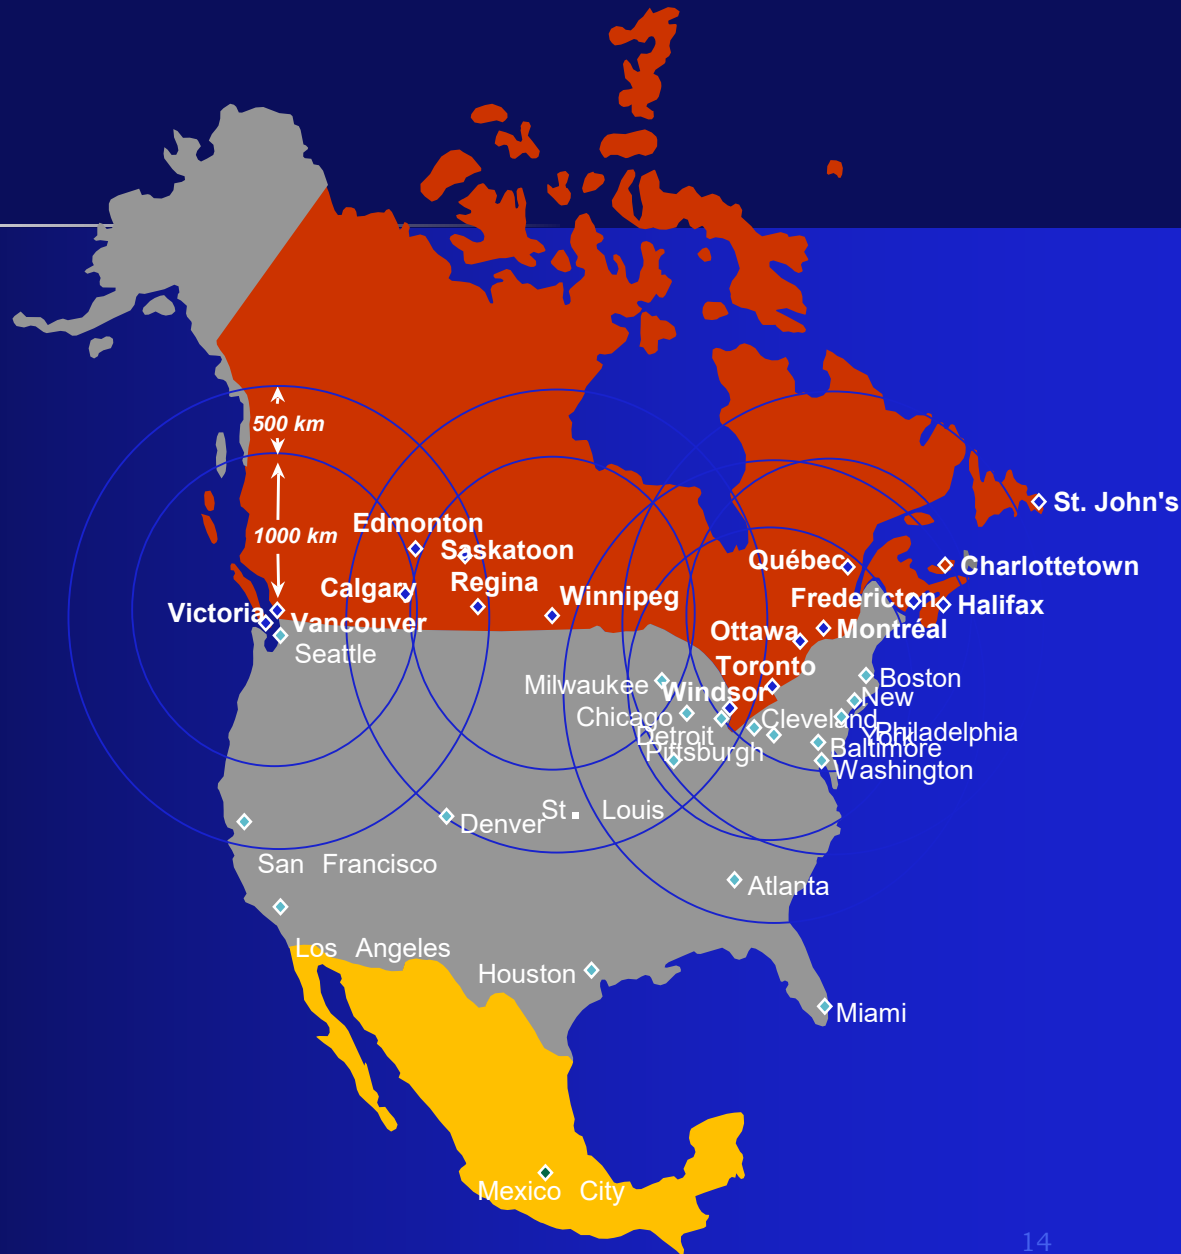 500 km
1000 km
St. John's
Edmonton
Saskatoon
Québec
Charlottetown
Calgary
Regina
Winnipeg
Fredericton
Halifax
Victoria
Vancouver
Ottawa
Montréal
Seattle
Toronto
Milwaukee
Windsor
Boston
New
York
Chicago
Cleveland
Detroit
Philadelphia
Pittsburgh
Baltimore
Washington
St. Louis
Denver
San Francisco
Atlanta
Los Angeles
Houston
Miami
Mexico City
14